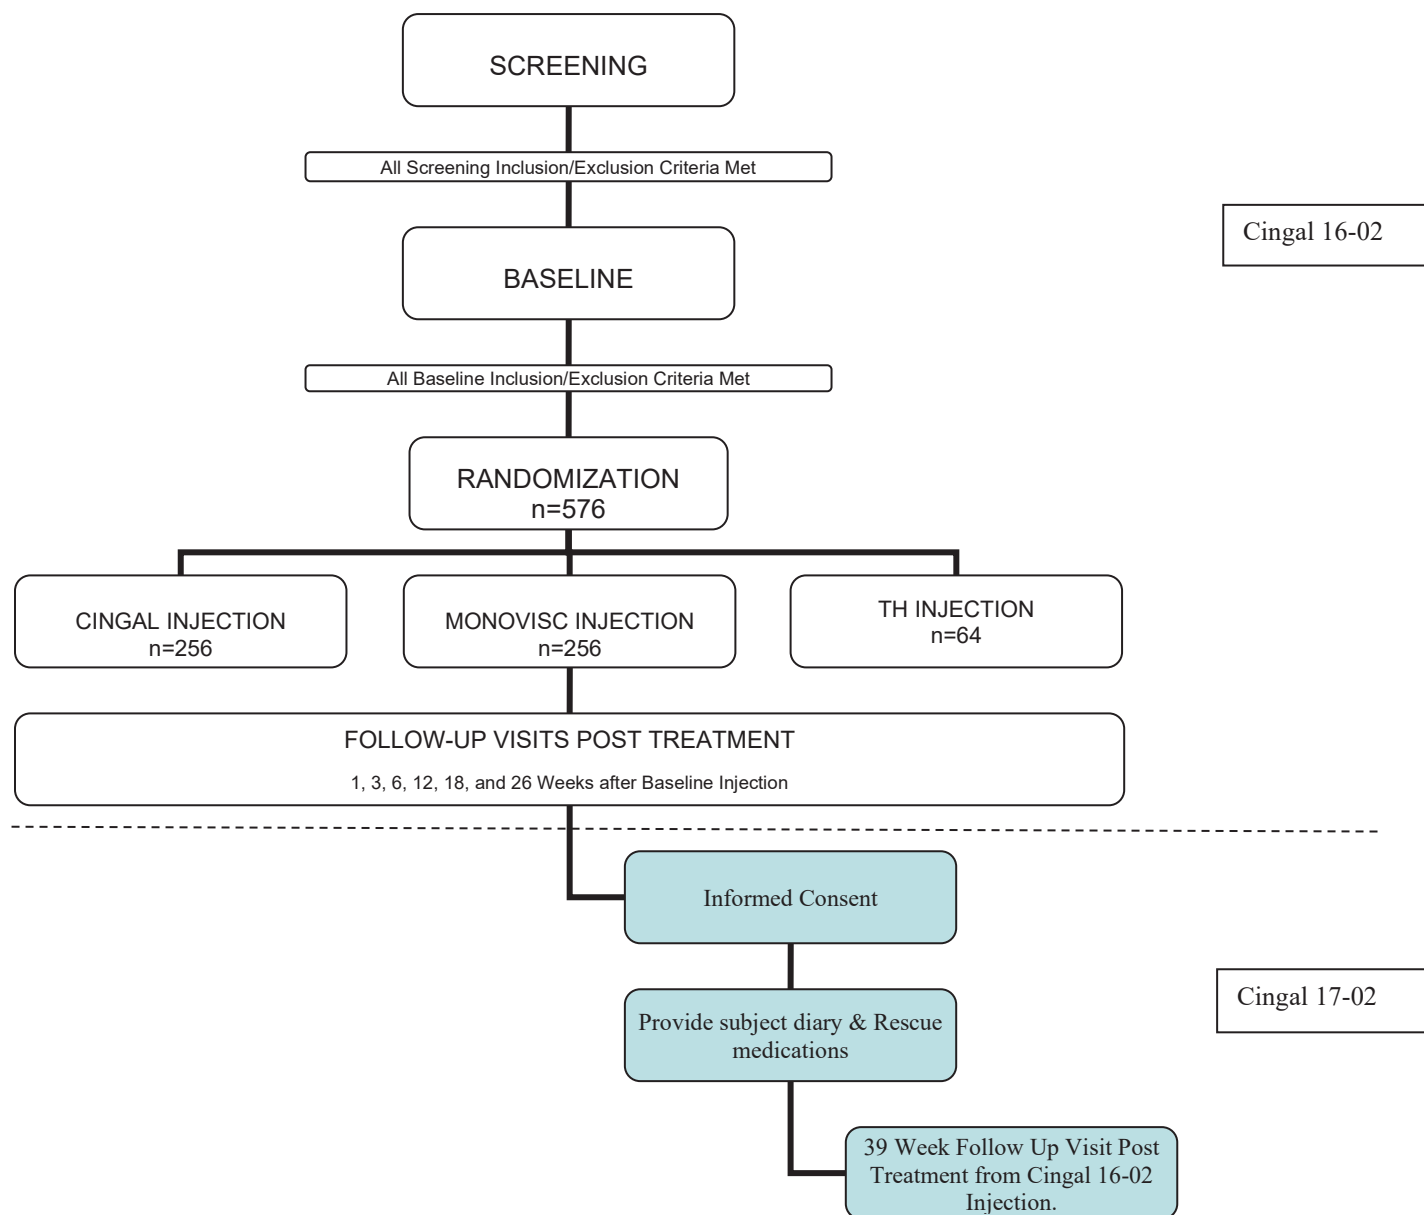 SCREENING
All Screening Inclusion/Exclusion Criteria Met
Cingal 16-02
BASELINE
All Baseline Inclusion/Exclusion Criteria Met
RANDOMIZATION
n=576
CINGAL INJECTION
n=256
MONOVISC INJECTION
n=256
TH INJECTION
n=64
FOLLOW-UP VISITS POST TREATMENT
1, 3, 6, 12, 18, and 26 Weeks after Baseline Injection
Informed Consent
Cingal 17-02
Provide subject diary & Rescue
medications
39 Week Follow Up Visit Post
Treatment from Cingal 16-02
Injection.